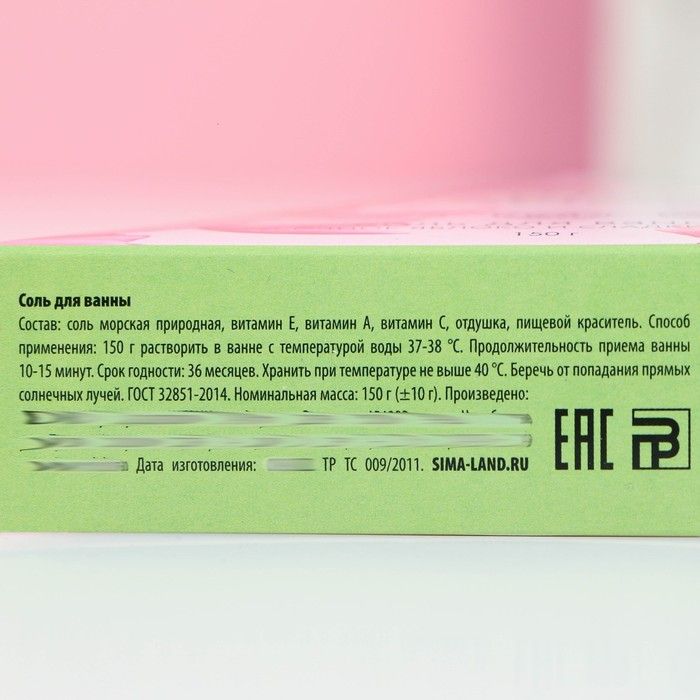 150 г
Соль для ванны
Состав: соль морская природная, витамин Е, витамин А, витамин С, отдушка, пищевой краситель. Способ
применения: 150 г растворить в ванне с температурой воды 37-38 °С. Продолжительность приема ванны
10-15 минут. Срок годности: 36 месяцев. Хранить при температуре не выше 40 °С. Беречь от попадания прямых
солнечных лучей. ГОСТ 32851-2014. Номинальная масса: 150 г (±10 г). Произведено:
Дата изготовления: ТР ТС 009/2011. SIMA-LAND.RU
ЕАС